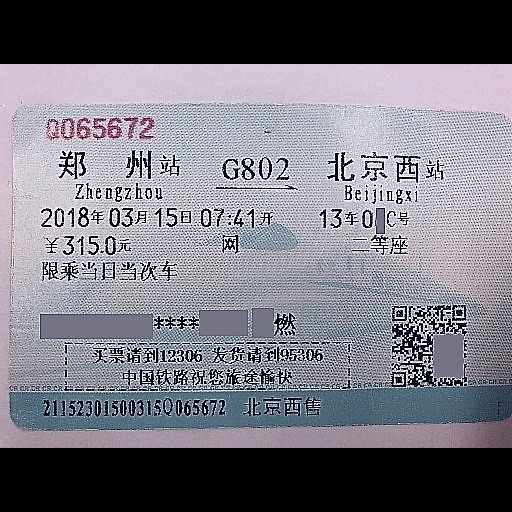 Q065672
郑州站 G802 北京西站
Zhengzhou Beijingxi
2018年03月15日07:41开 13车0 C号
￥315.0元 网 二等座
限乘当日当次车
**** 燃
买票请到12306 发货请到95306
中国铁路祝您旅途愉快
21152301500315Q065672 北京西售